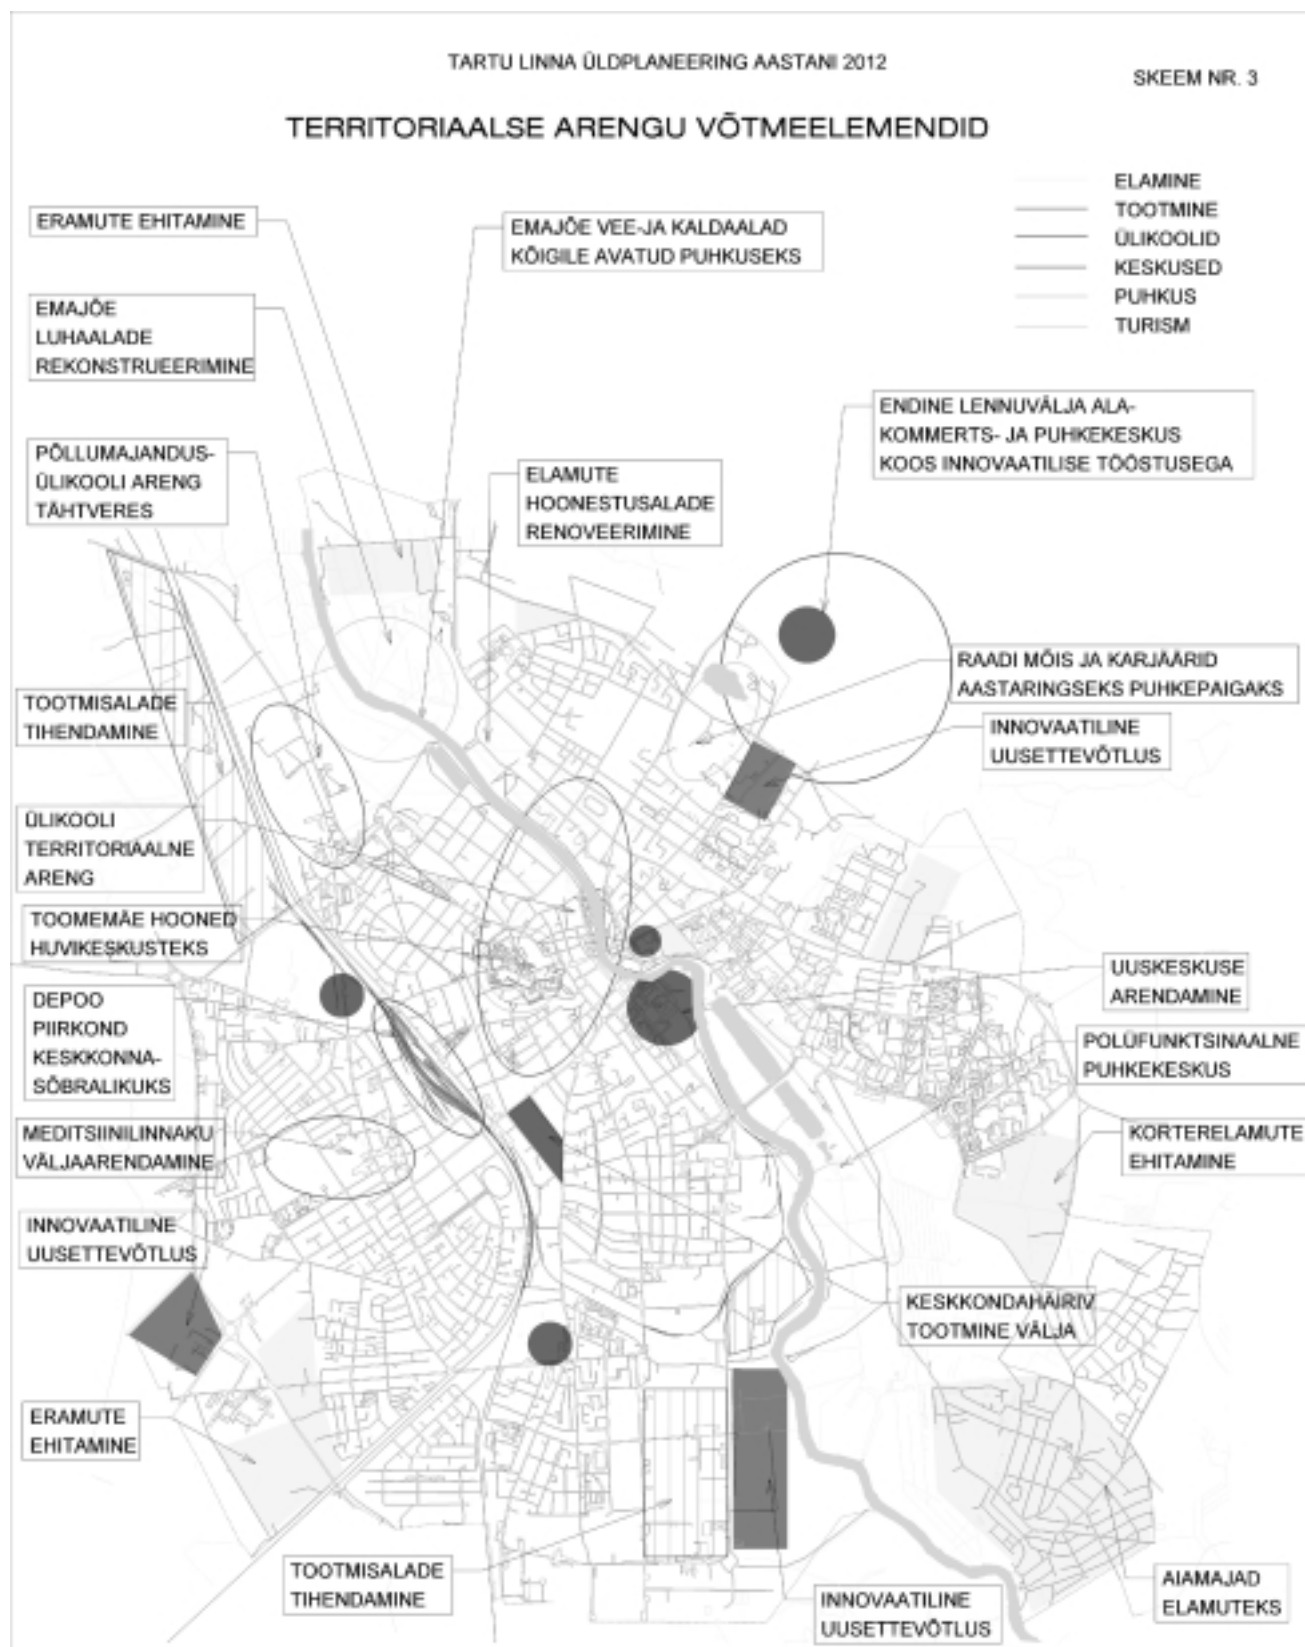 TARTU LINNA ÜLDPLANEERING AASTANI 2012
SKEEM NR. 3
TERRITORIAALSE ARENGU VÕTMEELEMENDID
ELAMINE
TOOTMINE
ÜLIKOOLID
KESKUSED
PUHKUS
TURISM
ERAMUTE EHITAMINE
EMAJÕE VEE-JA KALDAALAD
KÕIGILE AVATUD PUHKUSEKS
EMAJÕE
LUHAALADE
REKONSTRUEERIMINE
ENDINE LENNUVÄLJA ALA-
KOMMERTS- JA PUHKEKESKUS
KOOS INNOVAATILISE TÖÖSTUSEGA
PÕLLUMAJANDUS-
ÜLIKOOLI ARENG
TÄHTVERES
ELAMUTE
HOONESTUSALADE
RENOVEERIMINE
RAADI MÕIS JA KARJÄÄRID
AASTARINGSEKS PUHKEPAIGAKS
TOOTMISALADE
TIHENDAMINE
INNOVAATILINE
UUSETTEVÕTLUS
ÜLIKOOLI
TERRITORIAALNE
ARENG
TOOMEMÄE HOONED
HUVIKESKUSTEKS
UUSKESKUSE
ARENDAMINE
DEPOO
PIIRKOND
KESKKONNA-
SÕBRALIKUKS
POLÜFUNKTSINAALNE
PUHKEKESKUS
MEDITSIINILINNAKU
VÄLJAARENDAMINE
KORTERELAMUTE
EHITAMINE
INNOVAATILINE
UUSETTEVÕTLUS
KESKKONDAHÄIRIV
TOOTMINE VÄLJA
ERAMUTE
EHITAMINE
TOOTMISALADE
TIHENDAMINE
INNOVAATILINE
UUSETTEVÕTLUS
AIAMAJAD
ELAMUTEKS